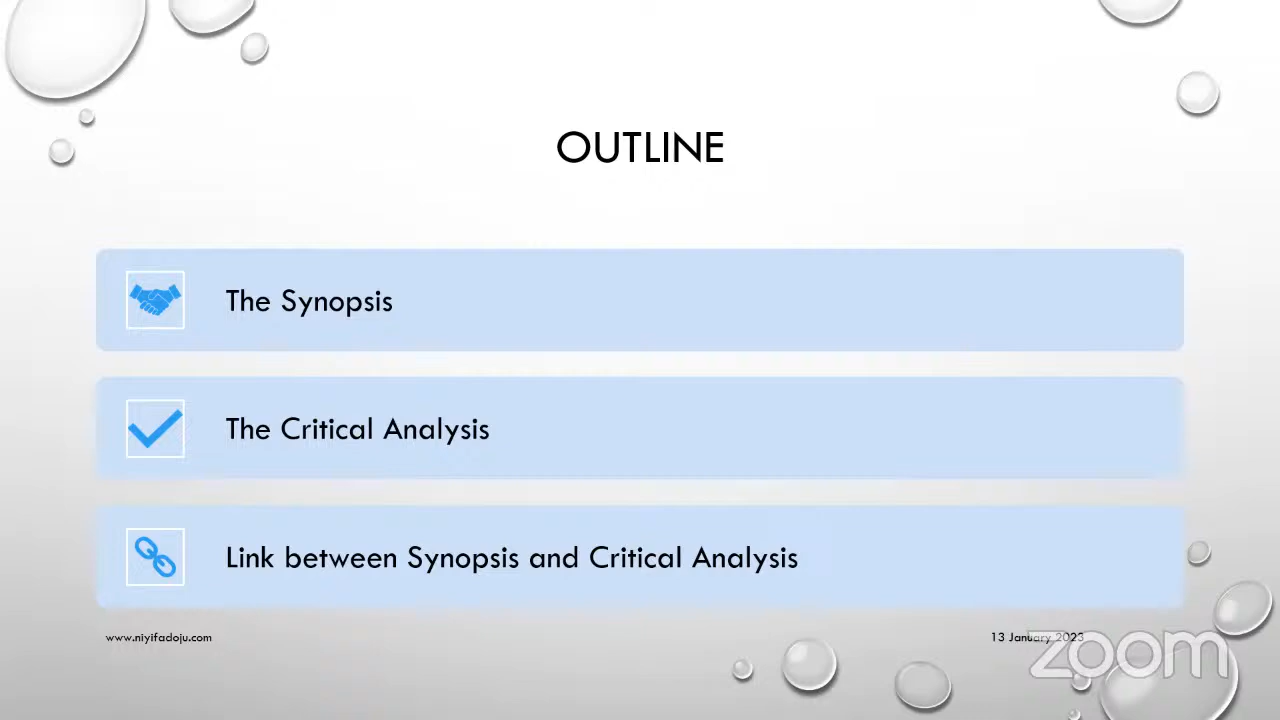 OUTLINE
The Synopsis
The Critical Analysis
Link between Synopsis and Critical Analysis
www.niyifadoju.com
13 January 2023
zoom